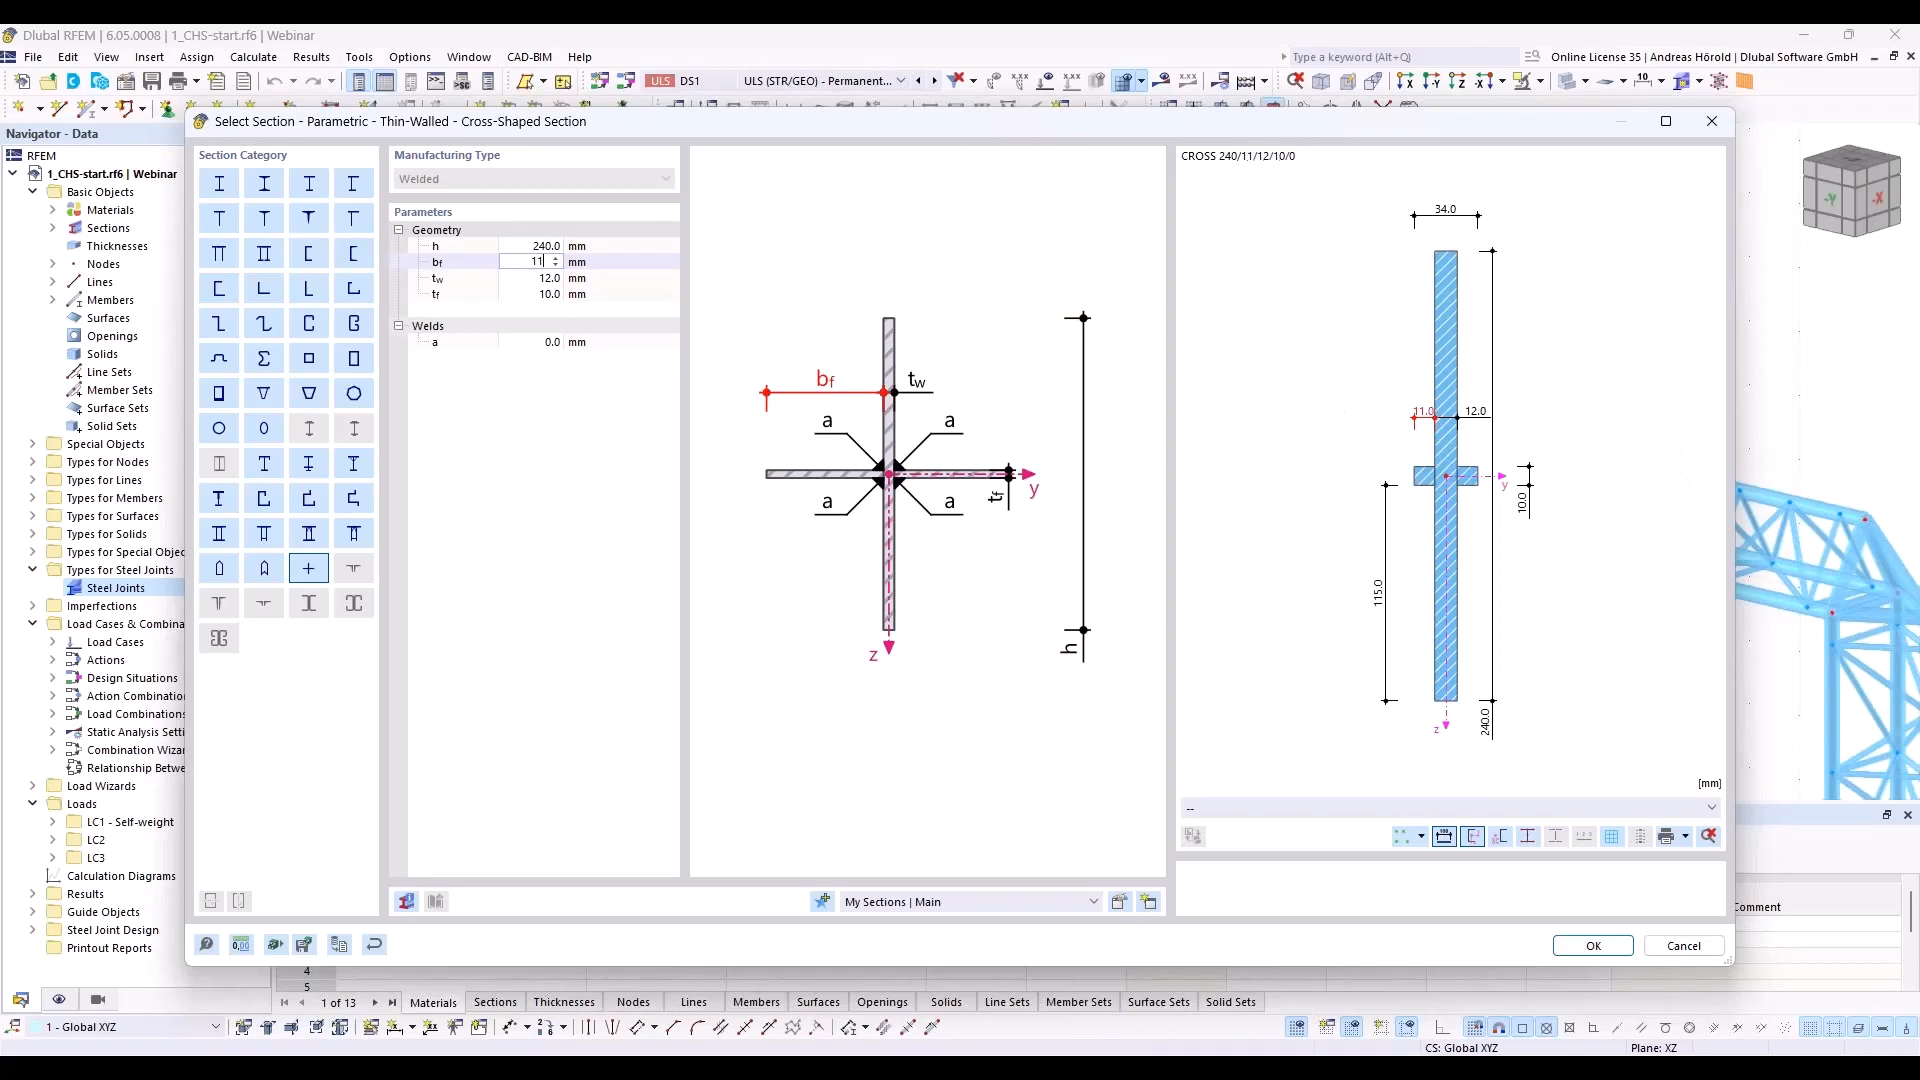 Dlubal RFEM | 6.05.0008 | 1_CHS-start.rf6 | Webinar
File Edit View Insert Assign Calculate Results Tools Options Window CAD-BIM Help
Type a keyword (Alt+Q)
Online License 35 | Andreas Hörold | Dlubal Software GmbH
ULS DS1 ULS (STR/GEO) - Permanent...
Select Section - Parametric - Thin-Walled - Cross-Shaped Section
Navigator - Data
RFEM
1_CHS-start.rf6 | Webinar
Basic Objects
Materials
Sections
Thicknesses
Nodes
Lines
Members
Surfaces
Openings
Solids
Line Sets
Member Sets
Surface Sets
Solid Sets
Special Objects
Types for Nodes
Types for Lines
Types for Members
Types for Surfaces
Types for Solids
Types for Special Objec
Types for Steel Joints
Steel Joints
Imperfections
Load Cases & Combina
Load Cases
Actions
Design Situations
Action Combination
Load Combinations
Static Analysis Setti
Combination Wizar
Relationship Betwe
Load Wizards
Loads
LC1 - Self-weight
LC2
LC3
Calculation Diagrams
Results
Guide Objects
Steel Joint Design
Printout Reports
Section Category
Manufacturing Type
Welded
Parameters
Geometry
h 240.0 mm
bf 11 mm
tw 12.0 mm
tf 10.0 mm
Welds
a 0.0 mm
bf
tw
a
a
a
a
tf
y
z
h
My Sections | Main
CROSS 240/11/12/10/0
34.0
11.0
12.0
y
10.0
115.0
240.0
z
[mm]
--
OK
Cancel
Comment
4
5
1 of 13
Materials Sections Thicknesses Nodes Lines Members Surfaces Openings Solids Line Sets Member Sets Surface Sets Solid Sets
1 - Global XYZ
CS: Global XYZ
Plane: XZ
-Y
-X